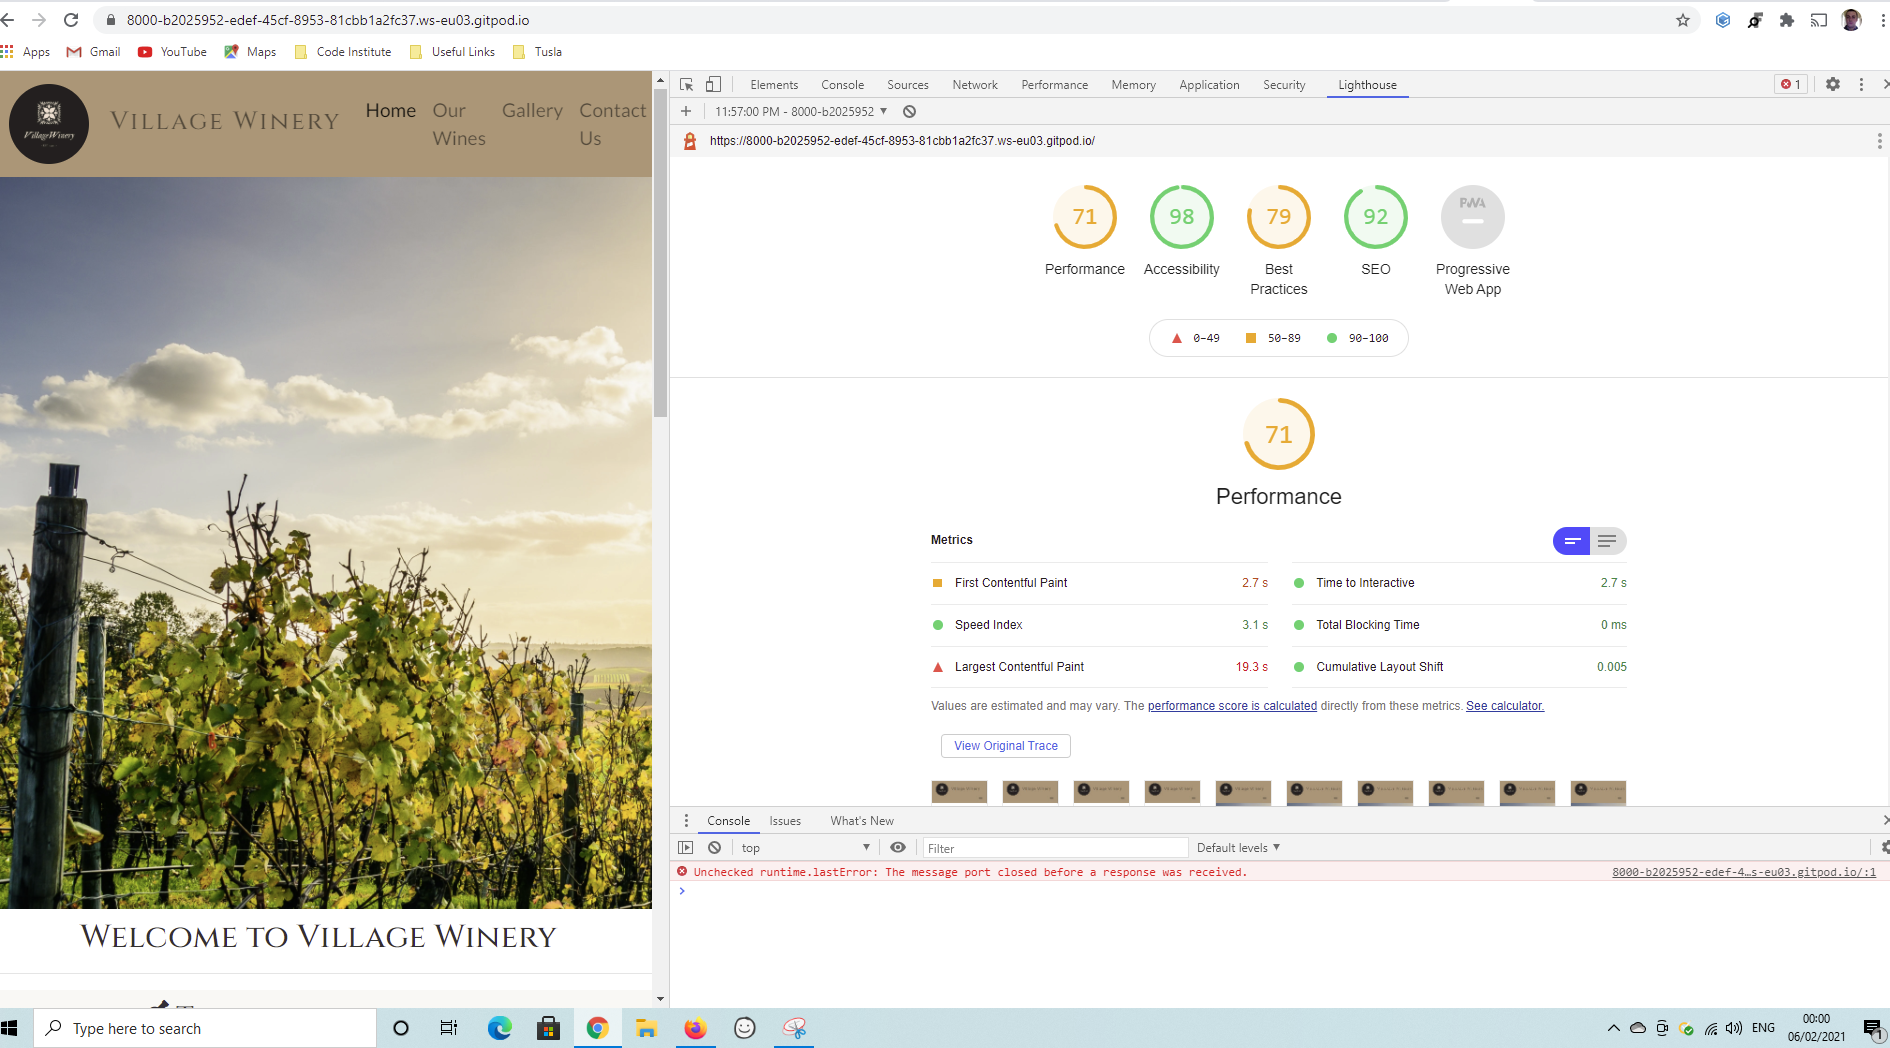 8000-b2025952-edef-45cf-8953-81cbb1a2fc37.ws-eu03.gitpod.io
Apps Gmail YouTube Maps Code Institute Useful Links Tusla
VillageWinery
Village Winery
Home Our Wines Gallery Contact Us
Welcome to Village Winery
Elements Console Sources Network Performance Memory Application Security Lighthouse 1
11:57:00 PM - 8000-b2025952
https://8000-b2025952-edef-45cf-8953-81cbb1a2fc37.ws-eu03.gitpod.io/
71 98 79 92 PWA
Performance Accessibility Best Practices SEO Progressive Web App
0–49 50–89 90–100
71
Performance
Metrics
First Contentful Paint 2.7 s
Time to Interactive 2.7 s
Speed Index 3.1 s
Total Blocking Time 0 ms
Largest Contentful Paint 19.3 s
Cumulative Layout Shift 0.005
Values are estimated and may vary. The performance score is calculated directly from these metrics. See calculator.
View Original Trace
Console Issues What's New
top Filter Default levels
Unchecked runtime.lastError: The message port closed before a response was received. 8000-b2025952-edef-4…s-eu03.gitpod.io/:1
Type here to search
ENG
00:00
06/02/2021
1